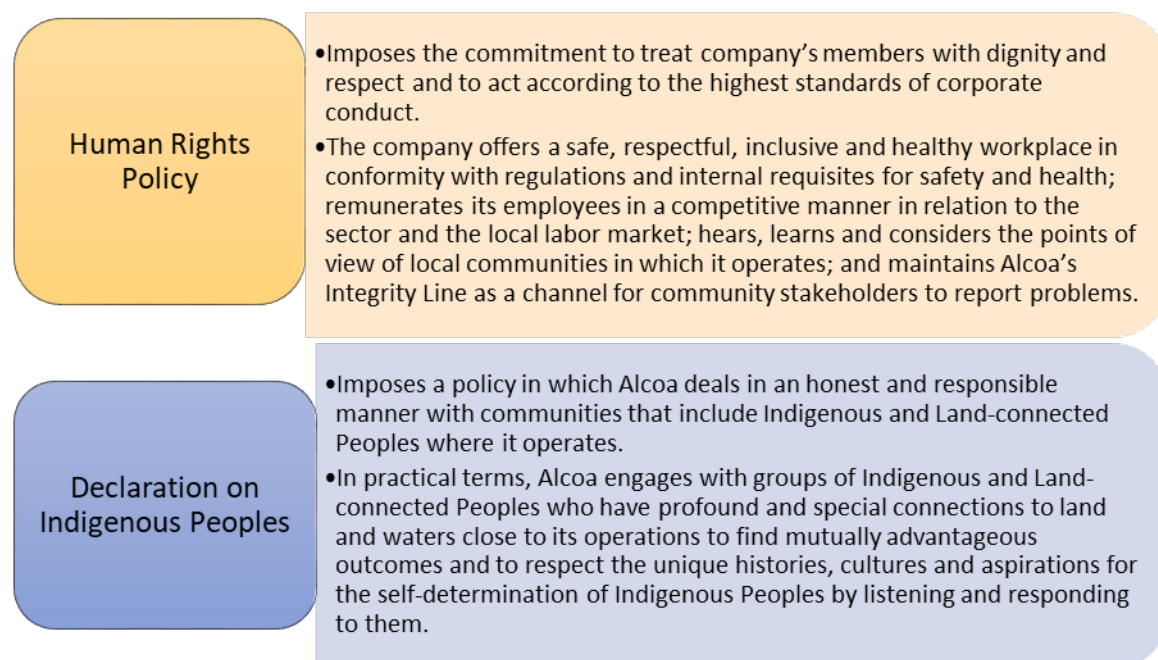 Human Rights
Policy
•Imposes the commitment to treat company's members with dignity and
respect and to act according to the highest standards of corporate
conduct.
•The company offers a safe, respectful, inclusive and healthy workplace in
conformity with regulations and internal requisites for safety and health;
remunerates its employees in a competitive manner in relation to the
sector and the local labor market; hears, learns and considers the points of
view of local communities in which it operates; and maintains Alcoa's
Integrity Line as a channel for community stakeholders to report problems.
Declaration on
Indigenous Peoples
•Imposes a policy in which Alcoa deals in an honest and responsible
manner with communities that include Indigenous and Land-connected
Peoples where it operates.
•In practical terms, Alcoa engages with groups of Indigenous and Land-
connected Peoples who have profound and special connections to land
and waters close to its operations to find mutually advantageous
outcomes and to respect the unique histories, cultures and aspirations for
the self-determination of Indigenous Peoples by listening and responding
to them.